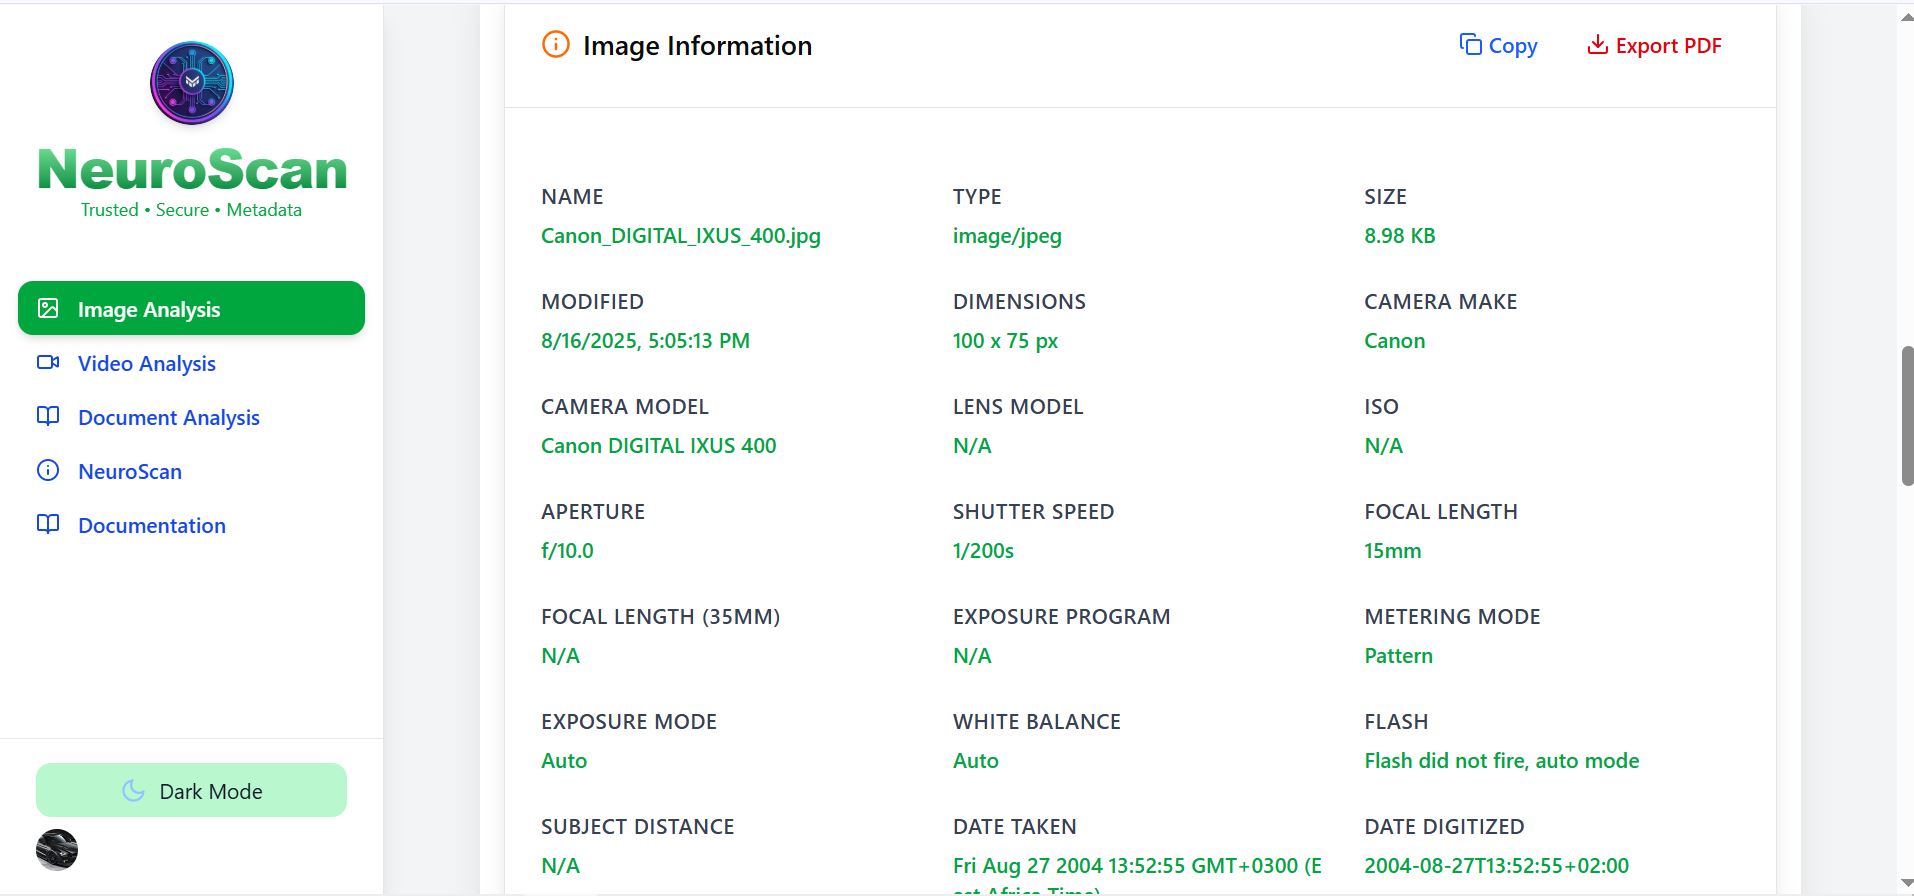 Image Information
Copy
Export PDF
NeuroScan
Trusted • Secure • Metadata
Image Analysis
Video Analysis
Document Analysis
NeuroScan
Documentation
Dark Mode
NAME
Canon_DIGITAL_IXUS_400.jpg
TYPE
image/jpeg
SIZE
8.98 KB
MODIFIED
8/16/2025, 5:05:13 PM
DIMENSIONS
100 x 75 px
CAMERA MAKE
Canon
CAMERA MODEL
Canon DIGITAL IXUS 400
LENS MODEL
N/A
ISO
N/A
APERTURE
f/10.0
SHUTTER SPEED
1/200s
FOCAL LENGTH
15mm
FOCAL LENGTH (35MM)
N/A
EXPOSURE PROGRAM
N/A
METERING MODE
Pattern
EXPOSURE MODE
Auto
WHITE BALANCE
Auto
FLASH
Flash did not fire, auto mode
SUBJECT DISTANCE
N/A
DATE TAKEN
Fri Aug 27 2004 13:52:55 GMT+0300 (E
ast Africa Time)
DATE DIGITIZED
2004-08-27T13:52:55+02:00